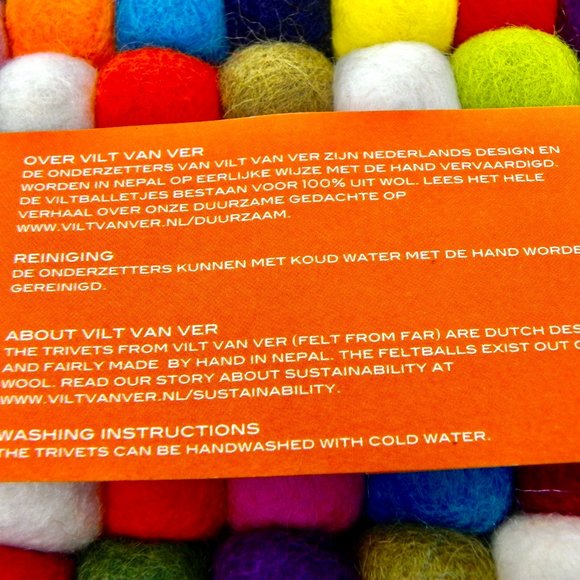 OVER VILT VAN VER
DE ONDERZETTERS VAN VILT VAN VER ZIJN NEDERLANDS DESIGN EN
WORDEN IN NEPAL OP EERLIJKE WIJZE MET DE HAND VERVAARDIGD.
DE VILTBALLETJES BESTAAN VOOR 100% UIT WOL. LEES HET HELE
VERHAAL OVER ONZE DUURZAME GEDACHTE OP
WWW.VILTVANVER.NL/DUURZAAM.
REINIGING
DE ONDERZETTERS KUNNEN MET KOUD WATER MET DE HAND WORDE
GEREINIGD.
ABOUT VILT VAN VER
THE TRIVETS FROM VILT VAN VER (FELT FROM FAR) ARE DUTCH DES
AND FAIRLY MADE BY HAND IN NEPAL. THE FELTBALLS EXIST OUT O
WOOL. READ OUR STORY ABOUT SUSTAINABILITY AT
WWW.VILTVANVER.NL/SUSTAINABILITY.
WASHING INSTRUCTIONS
THE TRIVETS CAN BE HANDWASHED WITH COLD WATER.